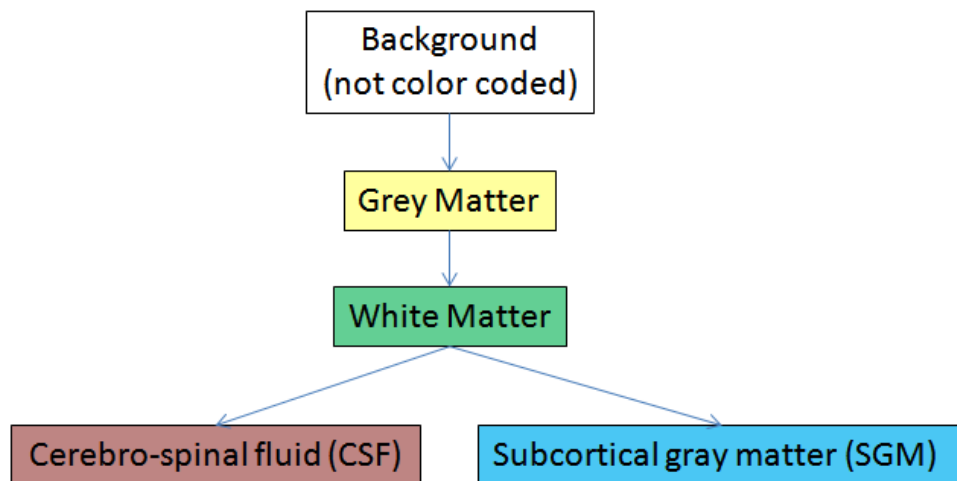 Background
(not color coded)
Grey Matter
White Matter
Cerebro-spinal fluid (CSF)
Subcortical gray matter (SGM)